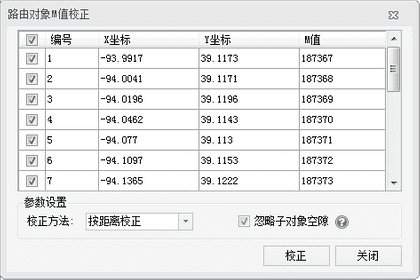 路由对象M值校正
编号 X坐标 Y坐标 M值
1 -93.9917 39.1173 187367
2 -94.0041 39.1171 187368
3 -94.0196 39.1196 187369
4 -94.0462 39.1143 187370
5 -94.077 39.113 187371
6 -94.1097 39.1153 187372
7 -94.1365 39.1222 187373
参数设置
校正方法: 按距离校正 忽略子对象空隙
校正 关闭